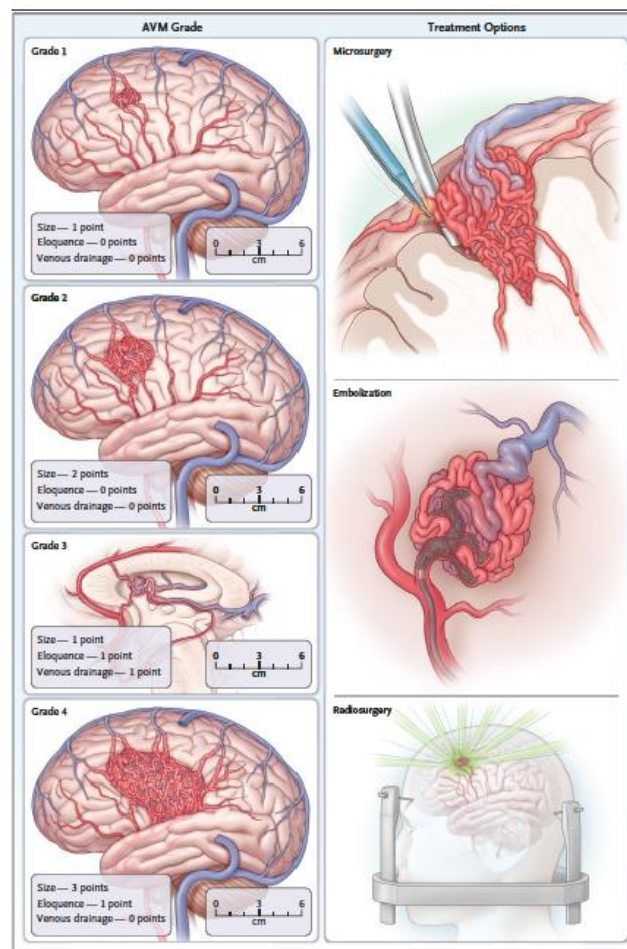 AVM Grade
Grade 1
Size — 1 point
Eloquence — 0 points
Venous drainage — 0 points
0 3 6
cm
Grade 2
Size — 2 points
Eloquence — 0 points
Venous drainage — 0 points
0 3 6
cm
Grade 3
Size — 1 point
Eloquence — 1 point
Venous drainage — 1 point
0 3 6
cm
Grade 4
Size — 3 points
Eloquence — 1 point
Venous drainage — 0 points
0 3 6
cm
Treatment Options
Microsurgery
Embolization
Radiosurgery